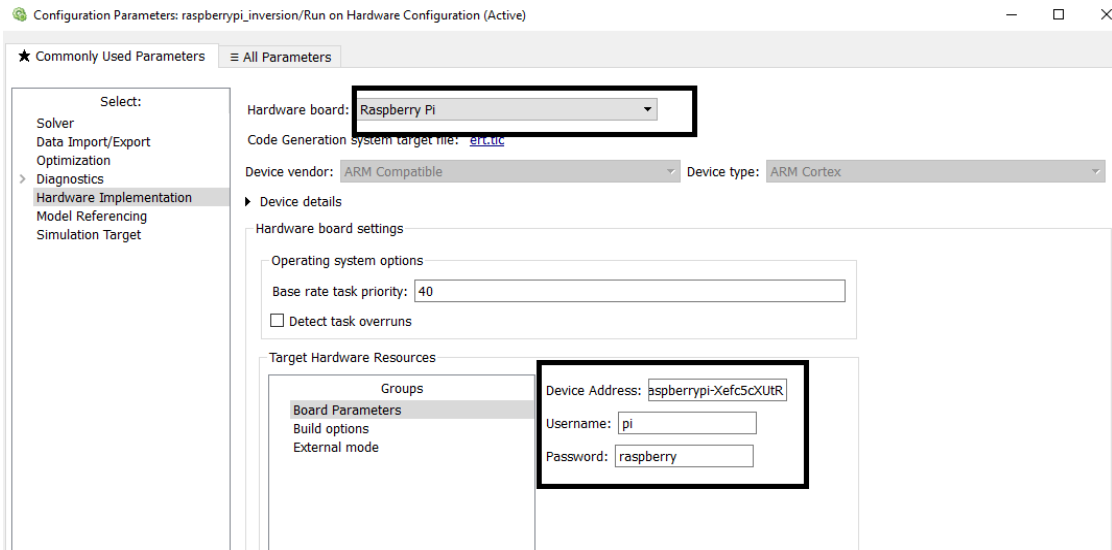 Configuration Parameters: raspberrypi_inversion/Run on Hardware Configuration (Active)
★ Commonly Used Parameters
≡ All Parameters
Select:
Solver
Data Import/Export
Optimization
Diagnostics
Hardware Implementation
Model Referencing
Simulation Target
Hardware board: Raspberry Pi
Code Generation system target file: ert.tlc
Device vendor: ARM Compatible Device type: ARM Cortex
Device details
Hardware board settings
Operating system options
Base rate task priority: 40
Detect task overruns
Target Hardware Resources
Groups
Board Parameters
Build options
External mode
Device Address: aspberrypi-Xefc5cXUtR
Username: pi
Password: raspberry